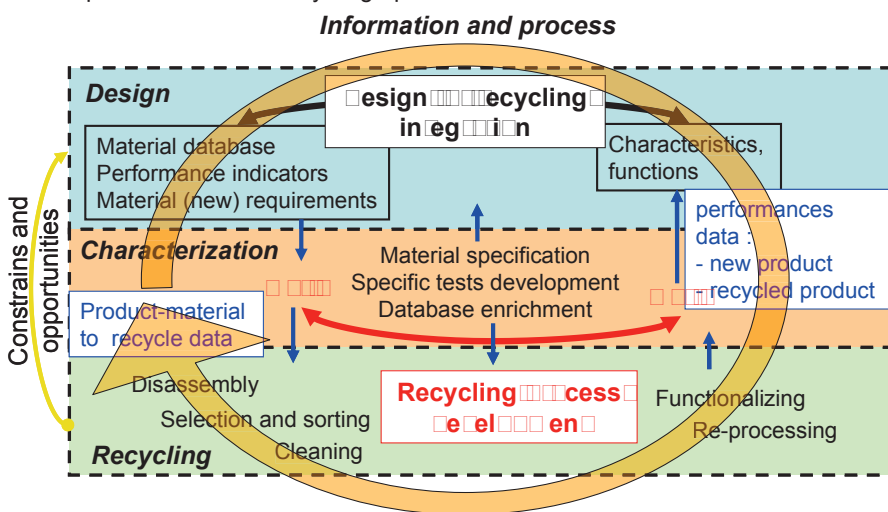 Information and process
Design
Material database
Performance indicators
Material (new) requirements
Characteristics,
functions
performances
data :
- new product
- recycled product
Characterization
Material specification
Specific tests development
Database enrichment
Product-material
to recycle data
Constrains and
opportunities
Disassembly
Selection and sorting
Cleaning
Recycling
Recycling
Functionalizing
Re-processing